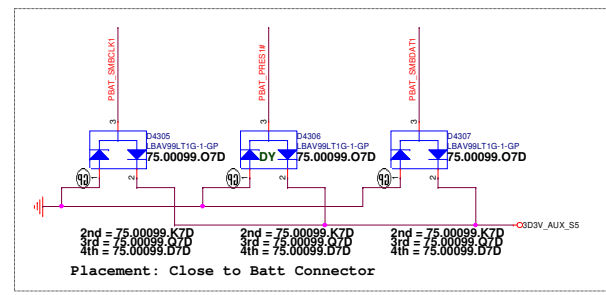 PBAT_SMBCLK1
PBAT_PRES1#
PBAT_SMBDAT1
3
3
3
D4305
LBAV99LT1G-1-GP
75.00099.O7D
D4306
LBAV99LT1G-1-GP
DY
75.00099.O7D
D4307
LBAV99LT1G-1-GP
75.00099.O7D
1
2
1
2
1
2
3D3V_AUX_S5
2nd = 75.00099.K7D
3rd = 75.00099.Q7D
4th = 75.00099.D7D
2nd = 75.00099.K7D
3rd = 75.00099.Q7D
4th = 75.00099.D7D
2nd = 75.00099.K7D
3rd = 75.00099.Q7D
4th = 75.00099.D7D
Placement: Close to Batt Connector